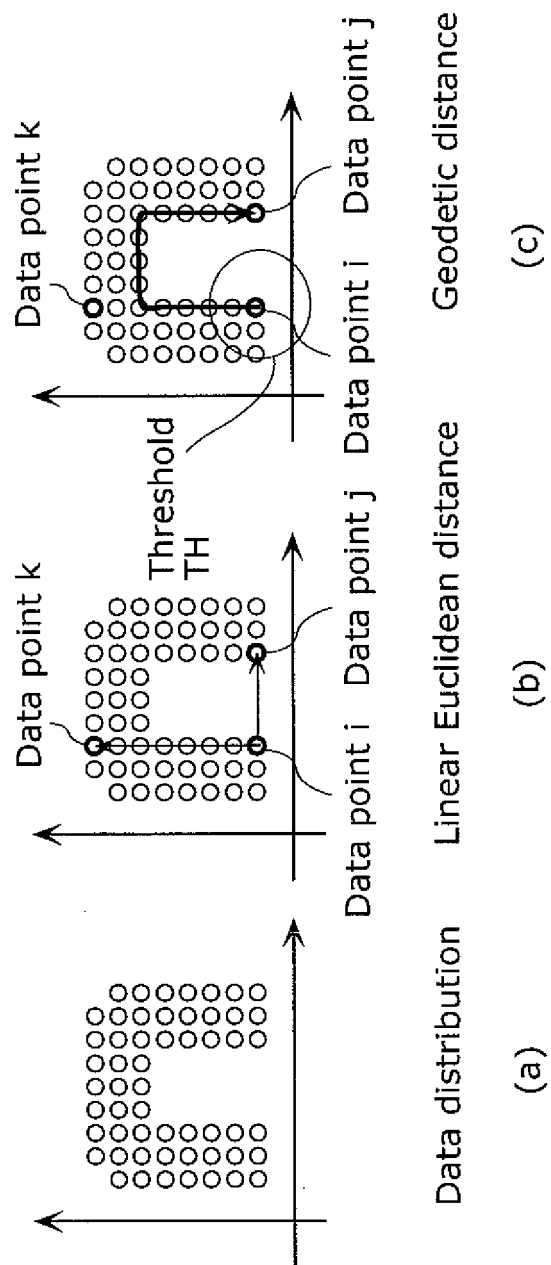 Data distribution
(a)
Data point k
Data point i
Data point j
Linear Euclidean distance
(b)
Data point k
Threshold
TH
Data point i
Data point j
Geodetic distance
(c)